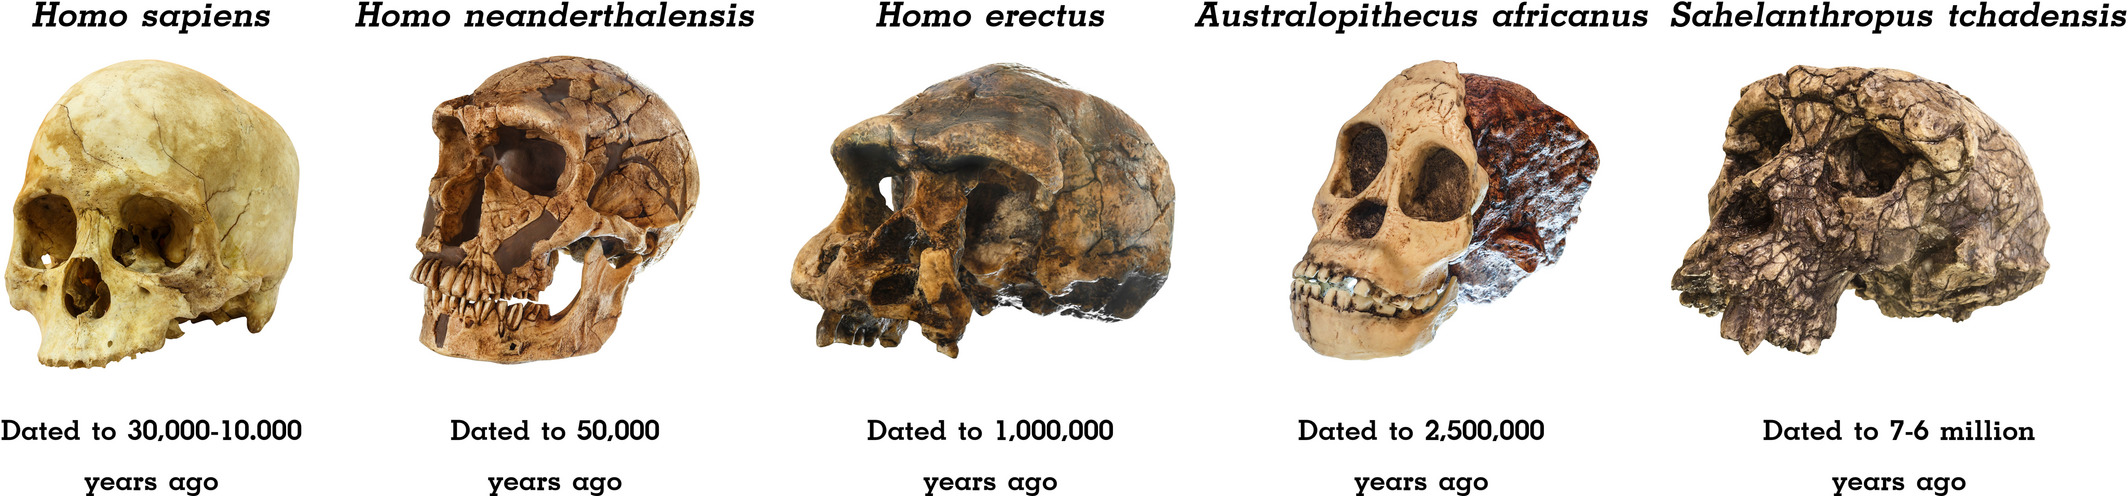 Homo sapiens
Homo neanderthalensis
Homo erectus
Australopithecus africanus
Sahelanthropus tchadensis
Dated to 30,000-10.000
years ago
Dated to 50,000
years ago
Dated to 1,000,000
years ago
Dated to 2,500,000
years ago
Dated to 7-6 million
years ago